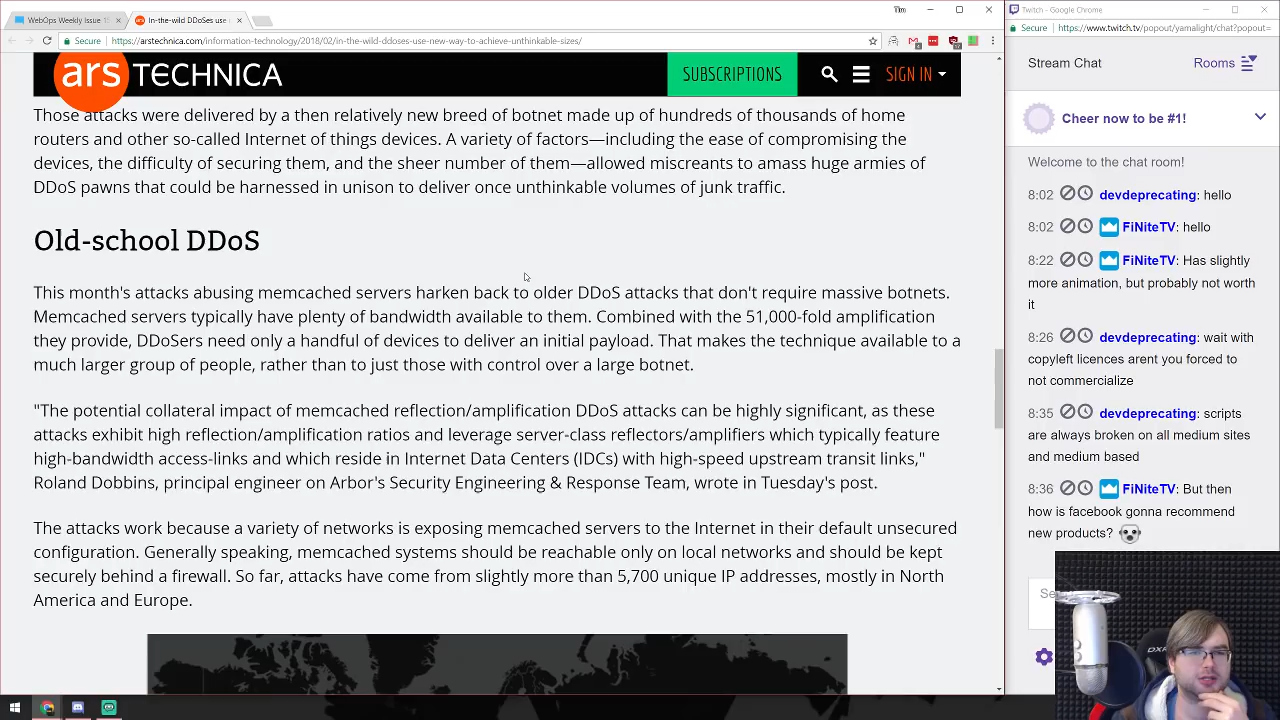 WebOps Weekly Issue 15
In-the-wild DDoSes use
Tim
Twitch - Google Chrome
Secure
https://arstechnica.com/information-technology/2018/02/in-the-wild-ddoses-use-new-way-to-achieve-unthinkable-sizes/
Secure
https://www.twitch.tv/popout/yamalight/chat?popout=
ars TECHNICA
SUBSCRIPTIONS
SIGN IN
Those attacks were delivered by a then relatively new breed of botnet made up of hundreds of thousands of home
routers and other so-called Internet of things devices. A variety of factors—including the ease of compromising the
devices, the difficulty of securing them, and the sheer number of them—allowed miscreants to amass huge armies of
DDoS pawns that could be harnessed in unison to deliver once unthinkable volumes of junk traffic.
Old-school DDoS
This month's attacks abusing memcached servers harken back to older DDoS attacks that don't require massive botnets.
Memcached servers typically have plenty of bandwidth available to them. Combined with the 51,000-fold amplification
they provide, DDoSers need only a handful of devices to deliver an initial payload. That makes the technique available to a
much larger group of people, rather than to just those with control over a large botnet.
"The potential collateral impact of memcached reflection/amplification DDoS attacks can be highly significant, as these
attacks exhibit high reflection/amplification ratios and leverage server-class reflectors/amplifiers which typically feature
high-bandwidth access-links and which reside in Internet Data Centers (IDCs) with high-speed upstream transit links,"
Roland Dobbins, principal engineer on Arbor's Security Engineering & Response Team, wrote in Tuesday's post.
The attacks work because a variety of networks is exposing memcached servers to the Internet in their default unsecured
configuration. Generally speaking, memcached systems should be reachable only on local networks and should be kept
securely behind a firewall. So far, attacks have come from slightly more than 5,700 unique IP addresses, mostly in North
America and Europe.
Stream Chat
Rooms
Cheer now to be #1!
Welcome to the chat room!
8:02 devdeprecating: hello
8:02 FiNiteTV: hello
8:22 FiNiteTV: Has slightly
more animation, but probably not worth
it
8:26 devdeprecating: wait with
copyleft licences arent you forced to
not commercialize
8:35 devdeprecating: scripts
are always broken on all medium sites
and medium based
8:36 FiNiteTV: But then
how is facebook gonna recommend
new products?